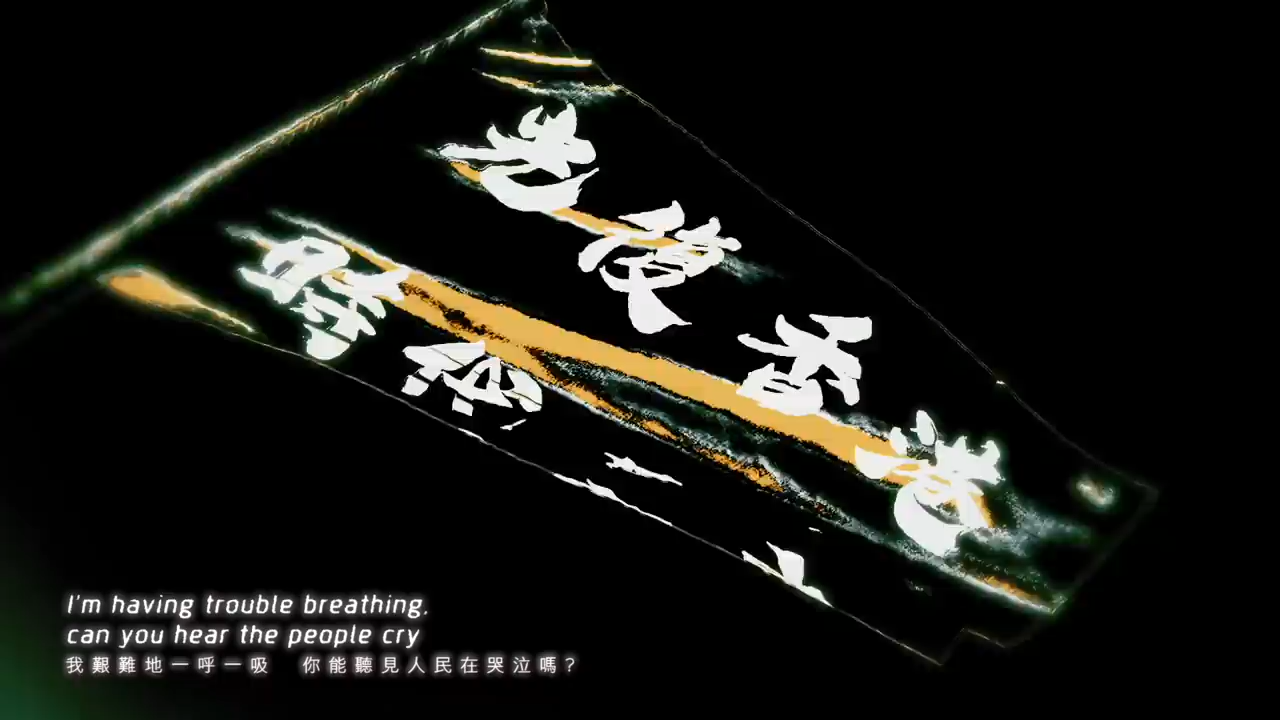 光復香港
時
I'm having trouble breathing,
can you hear the people cry
我艱難地一呼一吸　你能聽見人民在哭泣嗎？